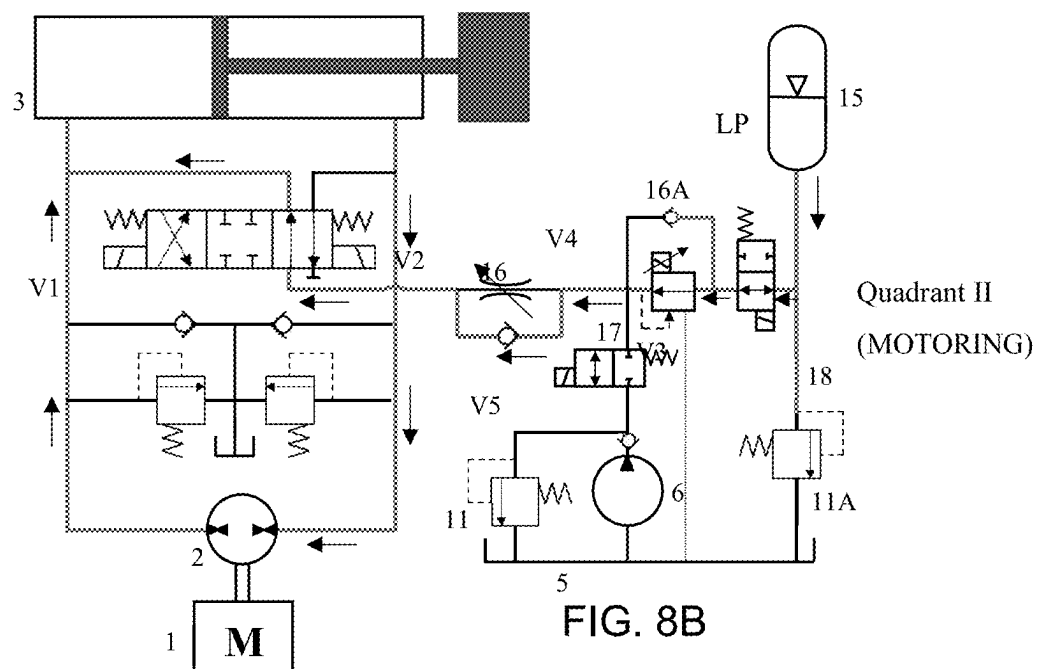 3
15
LP
16A
V4
V2
16
V1
Quadrant II
(MOTORING)
17
V3
18
V5
11
6
11A
2
5
1
M
FIG. 8B